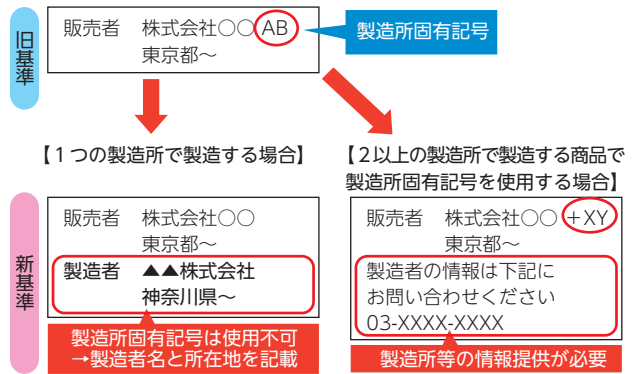 旧基準
販売者 株式会社○○ AB
東京都～
製造所固有記号
【1つの製造所で製造する場合】
【2以上の製造所で製造する商品で
製造所固有記号を使用する場合】
新基準
販売者 株式会社○○
東京都～
製造者 ▲▲株式会社
神奈川県～
製造所固有記号は使用不可
→製造者名と所在地を記載
販売者 株式会社○○ +XY
東京都～
製造者の情報は下記に
お問い合わせください
03-XXXX-XXXX
製造所等の情報提供が必要